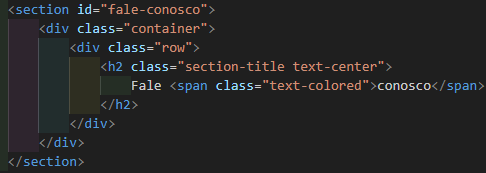 <section id="fale-conosco">
    <div class="container">
        <div class="row">
            <h2 class="section-title text-center">
                Fale <span class="text-colored">conosco</span>
            </h2>
        </div>
    </div>
</section>